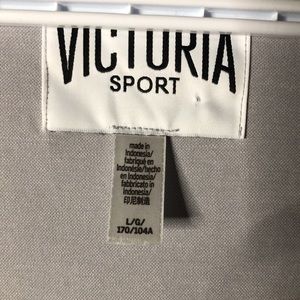 VICTORIA
SPORT
made in
Indonesia/
fabriqué en
Indonésie/hecho
en Indonesia/
fabbricato in
Indonesia/
印尼制造
L/G/
170/104A